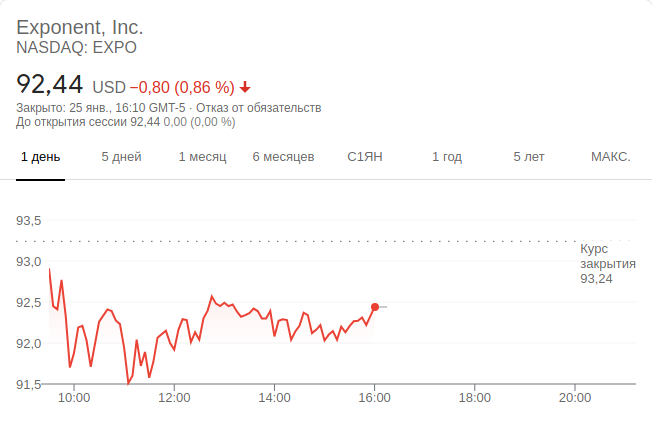 Exponent, Inc.
NASDAQ: EXPO
92,44 USD −0,80 (0,86 %)
Закрыто: 25 янв., 16:10 GMT-5 · Отказ от обязательств
До открытия сессии 92,44 0,00 (0,00 %)
1 день 5 дней 1 месяц 6 месяцев С1ЯН 1 год 5 лет МАКС.
93,5
Курс
закрытия
93,24
93,0
92,5
92,0
91,5
10:00 12:00 14:00 16:00 18:00 20:00